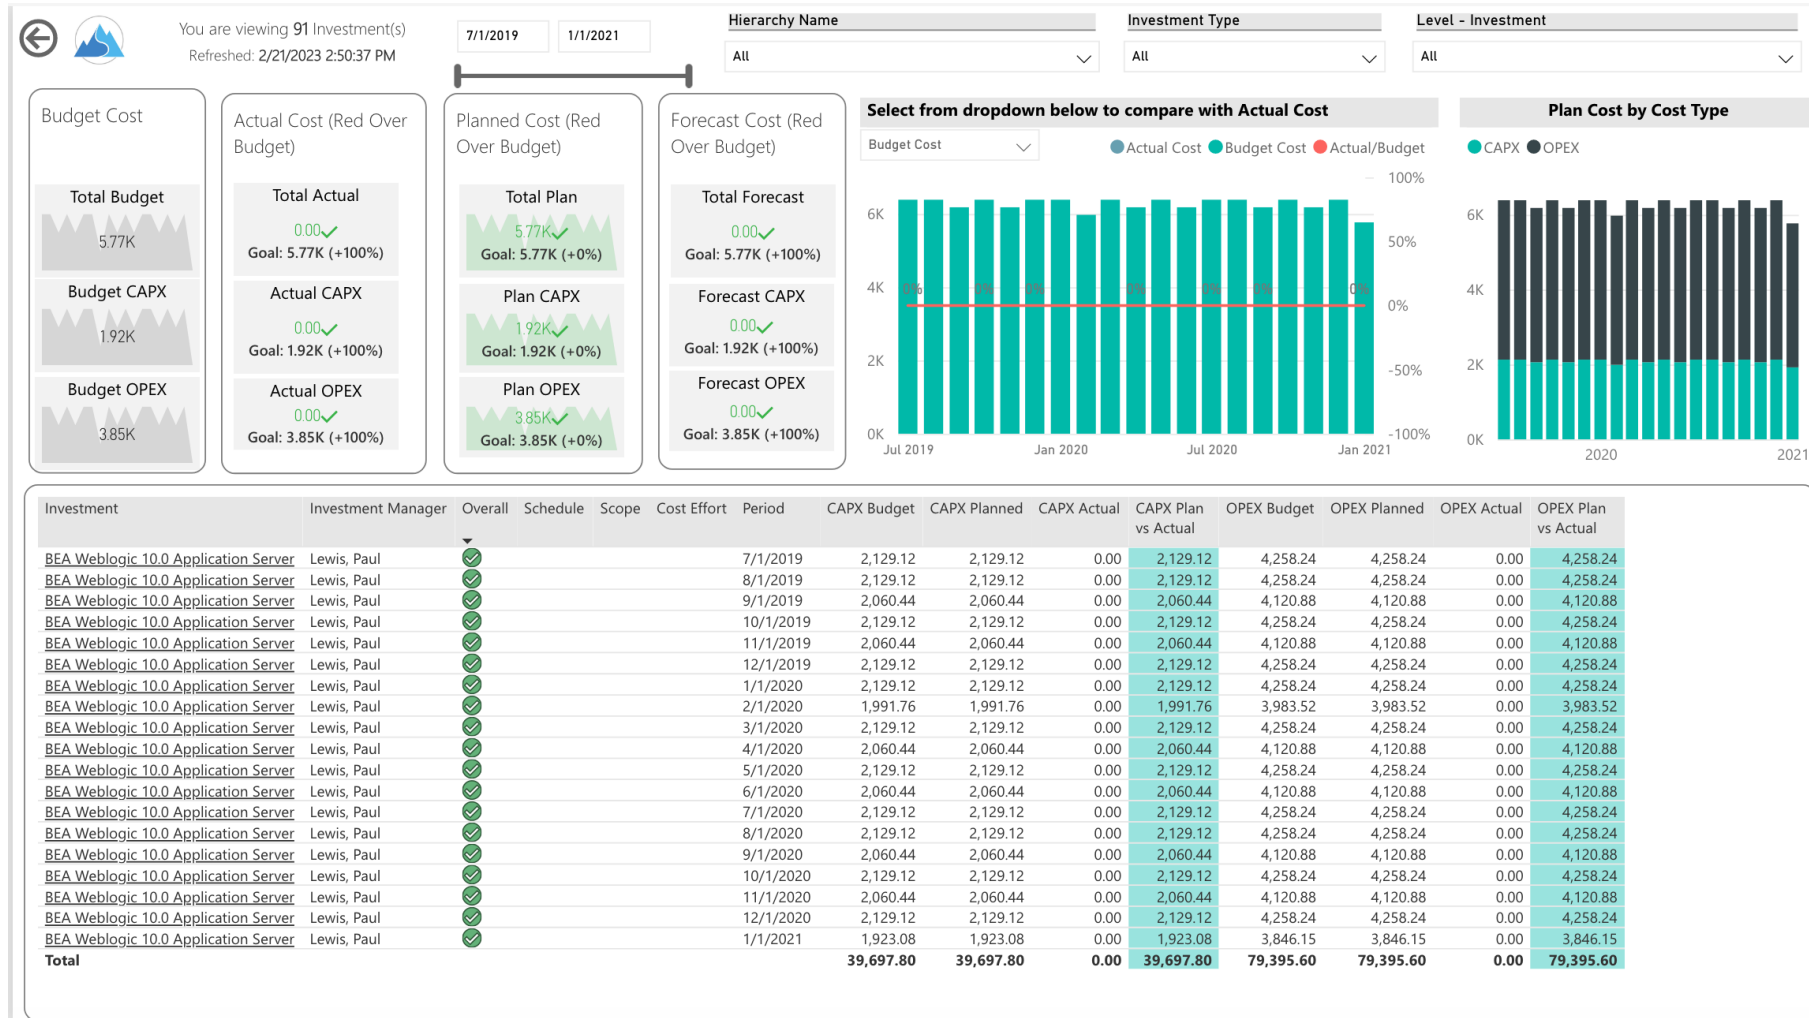 You are viewing 91 Investment(s)
Refreshed: 2/21/2023 2:50:37 PM
7/1/2019
1/1/2021
Hierarchy Name
All
Investment Type
All
Level - Investment
All
Budget Cost
Total Budget
5.77K
Budget CAPX
1.92K
Budget OPEX
3.85K
Actual Cost (Red Over
Budget)
Total Actual
0.00
Goal: 5.77K (+100%)
Actual CAPX
0.00
Goal: 1.92K (+100%)
Actual OPEX
0.00
Goal: 3.85K (+100%)
Planned Cost (Red
Over Budget)
Total Plan
5.77K
Goal: 5.77K (+0%)
Plan CAPX
1.92K
Goal: 1.92K (+0%)
Plan OPEX
3.85K
Goal: 3.85K (+0%)
Forecast Cost (Red
Over Budget)
Total Forecast
0.00
Goal: 5.77K (+100%)
Forecast CAPX
0.00
Goal: 1.92K (+100%)
Forecast OPEX
0.00
Goal: 3.85K (+100%)
Select from dropdown below to compare with Actual Cost
Budget Cost
Actual Cost Budget Cost Actual/Budget
100%
6K
50%
4K
0% 0% 0% 0% 0% 0% 0%
0%
2K
-50%
0K
-100%
Jul 2019 Jan 2020 Jul 2020 Jan 2021
Plan Cost by Cost Type
CAPX OPEX
6K
4K
2K
0K
2020 2021
Investment Investment Manager Overall Schedule Scope Cost Effort Period CAPX Budget CAPX Planned CAPX Actual CAPX Plan OPEX Budget OPEX Planned OPEX Actual OPEX Plan
vs Actual vs Actual
BEA Weblogic 10.0 Application Server Lewis, Paul 7/1/2019 2,129.12 2,129.12 0.00 2,129.12 4,258.24 4,258.24 0.00 4,258.24
BEA Weblogic 10.0 Application Server Lewis, Paul 8/1/2019 2,129.12 2,129.12 0.00 2,129.12 4,258.24 4,258.24 0.00 4,258.24
BEA Weblogic 10.0 Application Server Lewis, Paul 9/1/2019 2,060.44 2,060.44 0.00 2,060.44 4,120.88 4,120.88 0.00 4,120.88
BEA Weblogic 10.0 Application Server Lewis, Paul 10/1/2019 2,129.12 2,129.12 0.00 2,129.12 4,258.24 4,258.24 0.00 4,258.24
BEA Weblogic 10.0 Application Server Lewis, Paul 11/1/2019 2,060.44 2,060.44 0.00 2,060.44 4,120.88 4,120.88 0.00 4,120.88
BEA Weblogic 10.0 Application Server Lewis, Paul 12/1/2019 2,129.12 2,129.12 0.00 2,129.12 4,258.24 4,258.24 0.00 4,258.24
BEA Weblogic 10.0 Application Server Lewis, Paul 1/1/2020 2,129.12 2,129.12 0.00 2,129.12 4,258.24 4,258.24 0.00 4,258.24
BEA Weblogic 10.0 Application Server Lewis, Paul 2/1/2020 1,991.76 1,991.76 0.00 1,991.76 3,983.52 3,983.52 0.00 3,983.52
BEA Weblogic 10.0 Application Server Lewis, Paul 3/1/2020 2,129.12 2,129.12 0.00 2,129.12 4,258.24 4,258.24 0.00 4,258.24
BEA Weblogic 10.0 Application Server Lewis, Paul 4/1/2020 2,060.44 2,060.44 0.00 2,060.44 4,120.88 4,120.88 0.00 4,120.88
BEA Weblogic 10.0 Application Server Lewis, Paul 5/1/2020 2,129.12 2,129.12 0.00 2,129.12 4,258.24 4,258.24 0.00 4,258.24
BEA Weblogic 10.0 Application Server Lewis, Paul 6/1/2020 2,060.44 2,060.44 0.00 2,060.44 4,120.88 4,120.88 0.00 4,120.88
BEA Weblogic 10.0 Application Server Lewis, Paul 7/1/2020 2,129.12 2,129.12 0.00 2,129.12 4,258.24 4,258.24 0.00 4,258.24
BEA Weblogic 10.0 Application Server Lewis, Paul 8/1/2020 2,129.12 2,129.12 0.00 2,129.12 4,258.24 4,258.24 0.00 4,258.24
BEA Weblogic 10.0 Application Server Lewis, Paul 9/1/2020 2,060.44 2,060.44 0.00 2,060.44 4,120.88 4,120.88 0.00 4,120.88
BEA Weblogic 10.0 Application Server Lewis, Paul 10/1/2020 2,129.12 2,129.12 0.00 2,129.12 4,258.24 4,258.24 0.00 4,258.24
BEA Weblogic 10.0 Application Server Lewis, Paul 11/1/2020 2,060.44 2,060.44 0.00 2,060.44 4,120.88 4,120.88 0.00 4,120.88
BEA Weblogic 10.0 Application Server Lewis, Paul 12/1/2020 2,129.12 2,129.12 0.00 2,129.12 4,258.24 4,258.24 0.00 4,258.24
BEA Weblogic 10.0 Application Server Lewis, Paul 1/1/2021 1,923.08 1,923.08 0.00 1,923.08 3,846.15 3,846.15 0.00 3,846.15
Total 39,697.80 39,697.80 0.00 39,697.80 79,395.60 79,395.60 0.00 79,395.60